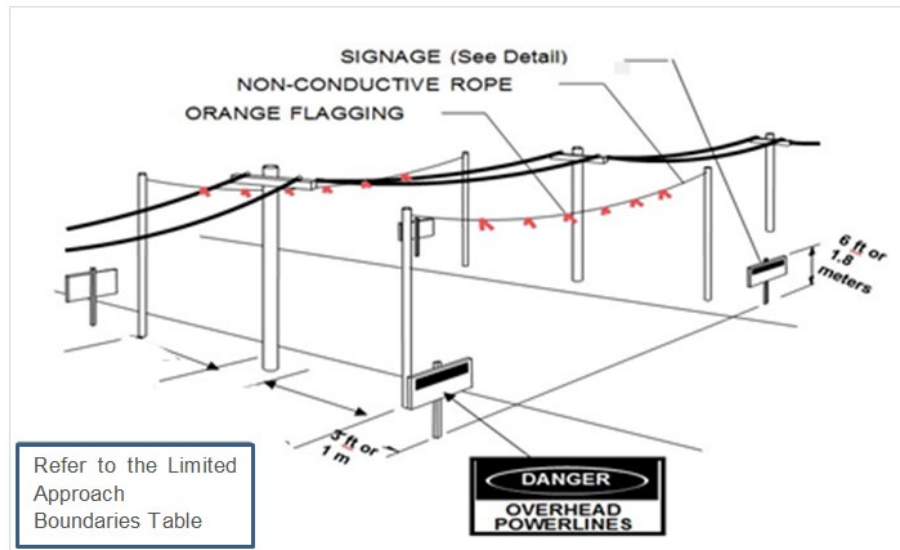 SIGNAGE (See Detail)
NON-CONDUCTIVE ROPE
ORANGE FLAGGING
6 ft or
1.8
meters
3 ft or
1 m
Refer to the Limited
Approach
Boundaries Table
DANGER
OVERHEAD
POWERLINES